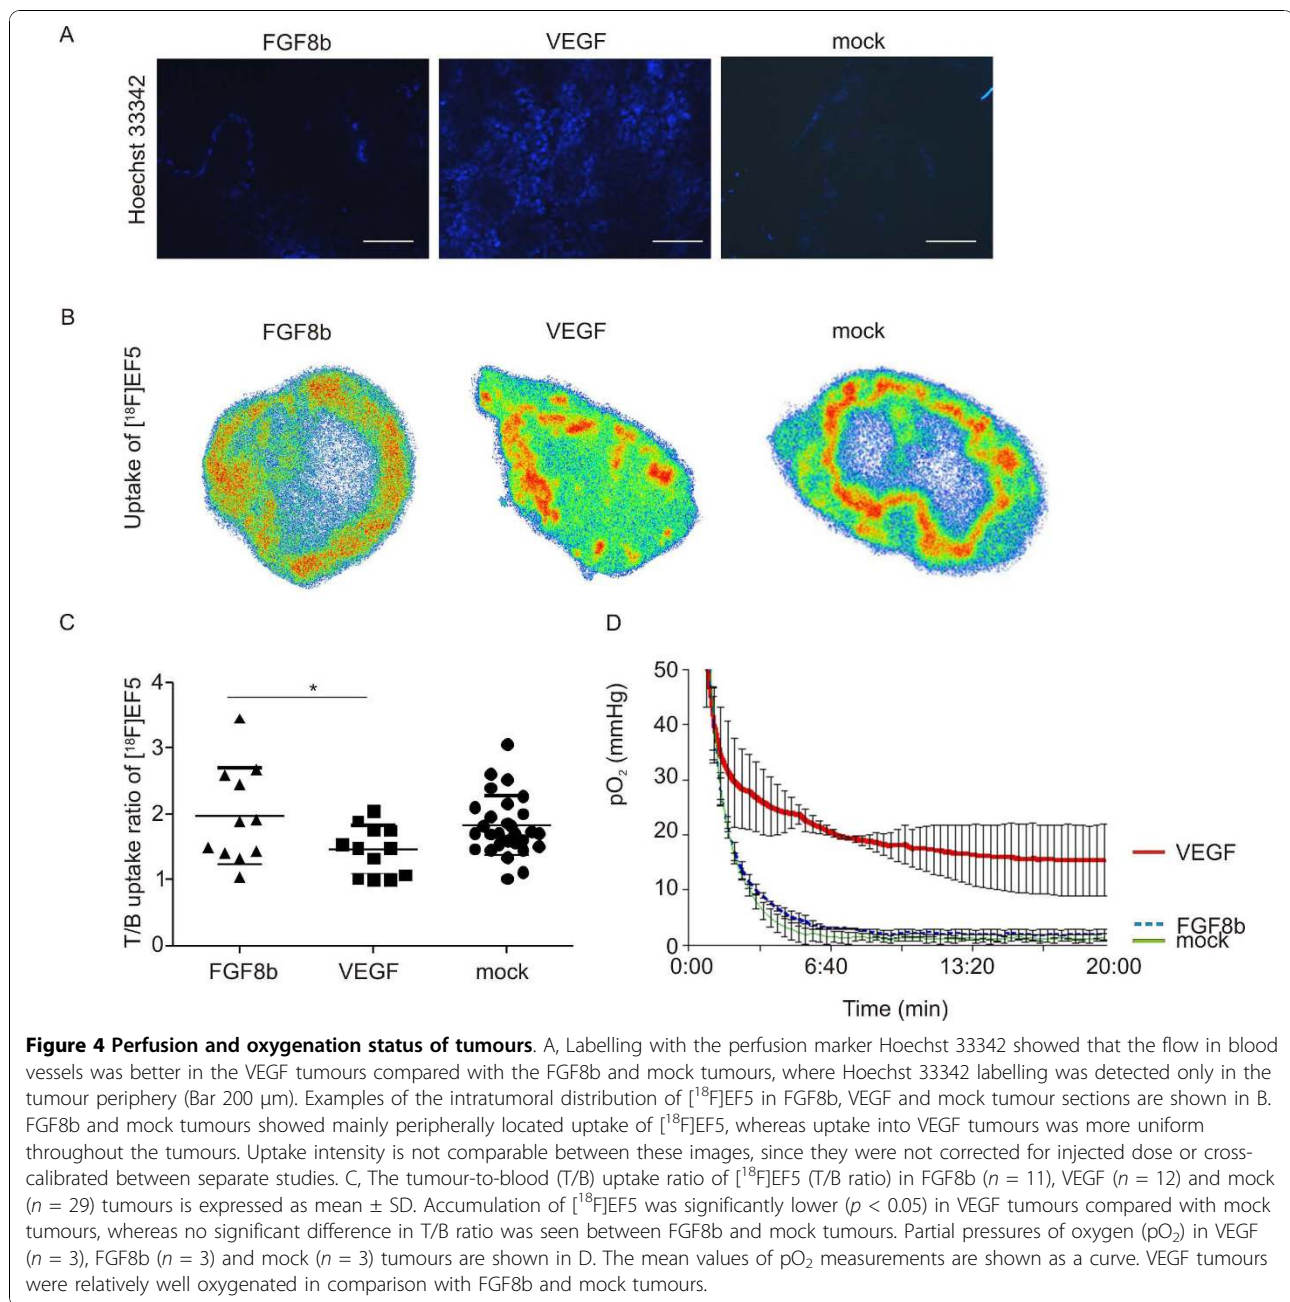 A
FGF8b
VEGF
mock
Hoechst 33342
B
FGF8b
VEGF
mock
Uptake of [¹⁸F]EF5
C
T/B uptake ratio of [¹⁸F]EF5
4
3
2
1
0
*
FGF8b
VEGF
mock
D
pO₂ (mmHg)
50
40
30
20
10
0
0:00
6:40
13:20
20:00
Time (min)
VEGF
FGF8b
mock
Figure 4 Perfusion and oxygenation status of tumours. A, Labelling with the perfusion marker Hoechst 33342 showed that the flow in blood
vessels was better in the VEGF tumours compared with the FGF8b and mock tumours, where Hoechst 33342 labelling was detected only in the
tumour periphery (Bar 200 μm). Examples of the intratumoral distribution of [¹⁸F]EF5 in FGF8b, VEGF and mock tumour sections are shown in B.
FGF8b and mock tumours showed mainly peripherally located uptake of [¹⁸F]EF5, whereas uptake into VEGF tumours was more uniform
throughout the tumours. Uptake intensity is not comparable between these images, since they were not corrected for injected dose or cross-
calibrated between separate studies. C, The tumour-to-blood (T/B) uptake ratio of [¹⁸F]EF5 (T/B ratio) in FGF8b (n = 11), VEGF (n = 12) and mock
(n = 29) tumours is expressed as mean ± SD. Accumulation of [¹⁸F]EF5 was significantly lower (p < 0.05) in VEGF tumours compared with mock
tumours, whereas no significant difference in T/B ratio was seen between FGF8b and mock tumours. Partial pressures of oxygen (pO₂) in VEGF
(n = 3), FGF8b (n = 3) and mock (n = 3) tumours are shown in D. The mean values of pO₂ measurements are shown as a curve. VEGF tumours
were relatively well oxygenated in comparison with FGF8b and mock tumours.